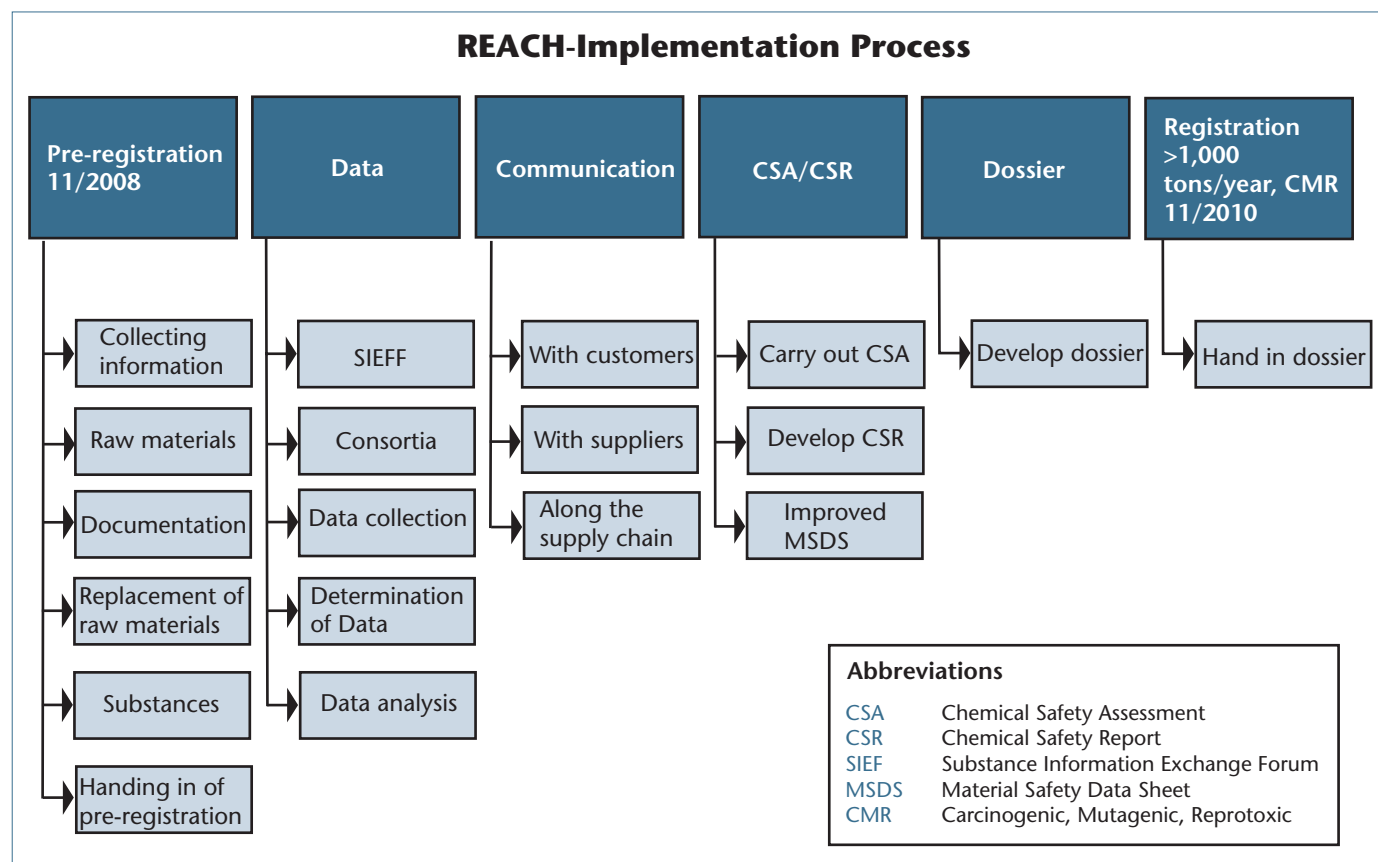 REACH-Implementation Process
Pre-registration
11/2008
Data
Communication
CSA/CSR
Dossier
Registration
>1,000
tons/year, CMR
11/2010
Collecting
information
Raw materials
Documentation
Replacement of
raw materials
Substances
Handing in of
pre-registration
SIEFF
Consortia
Data collection
Determination
of Data
Data analysis
With customers
With suppliers
Along the
supply chain
Carry out CSA
Develop CSR
Improved
MSDS
Develop dossier
Hand in dossier
Abbreviations
CSA Chemical Safety Assessment
CSR Chemical Safety Report
SIEF Substance Information Exchange Forum
MSDS Material Safety Data Sheet
CMR Carcinogenic, Mutagenic, Reprotoxic